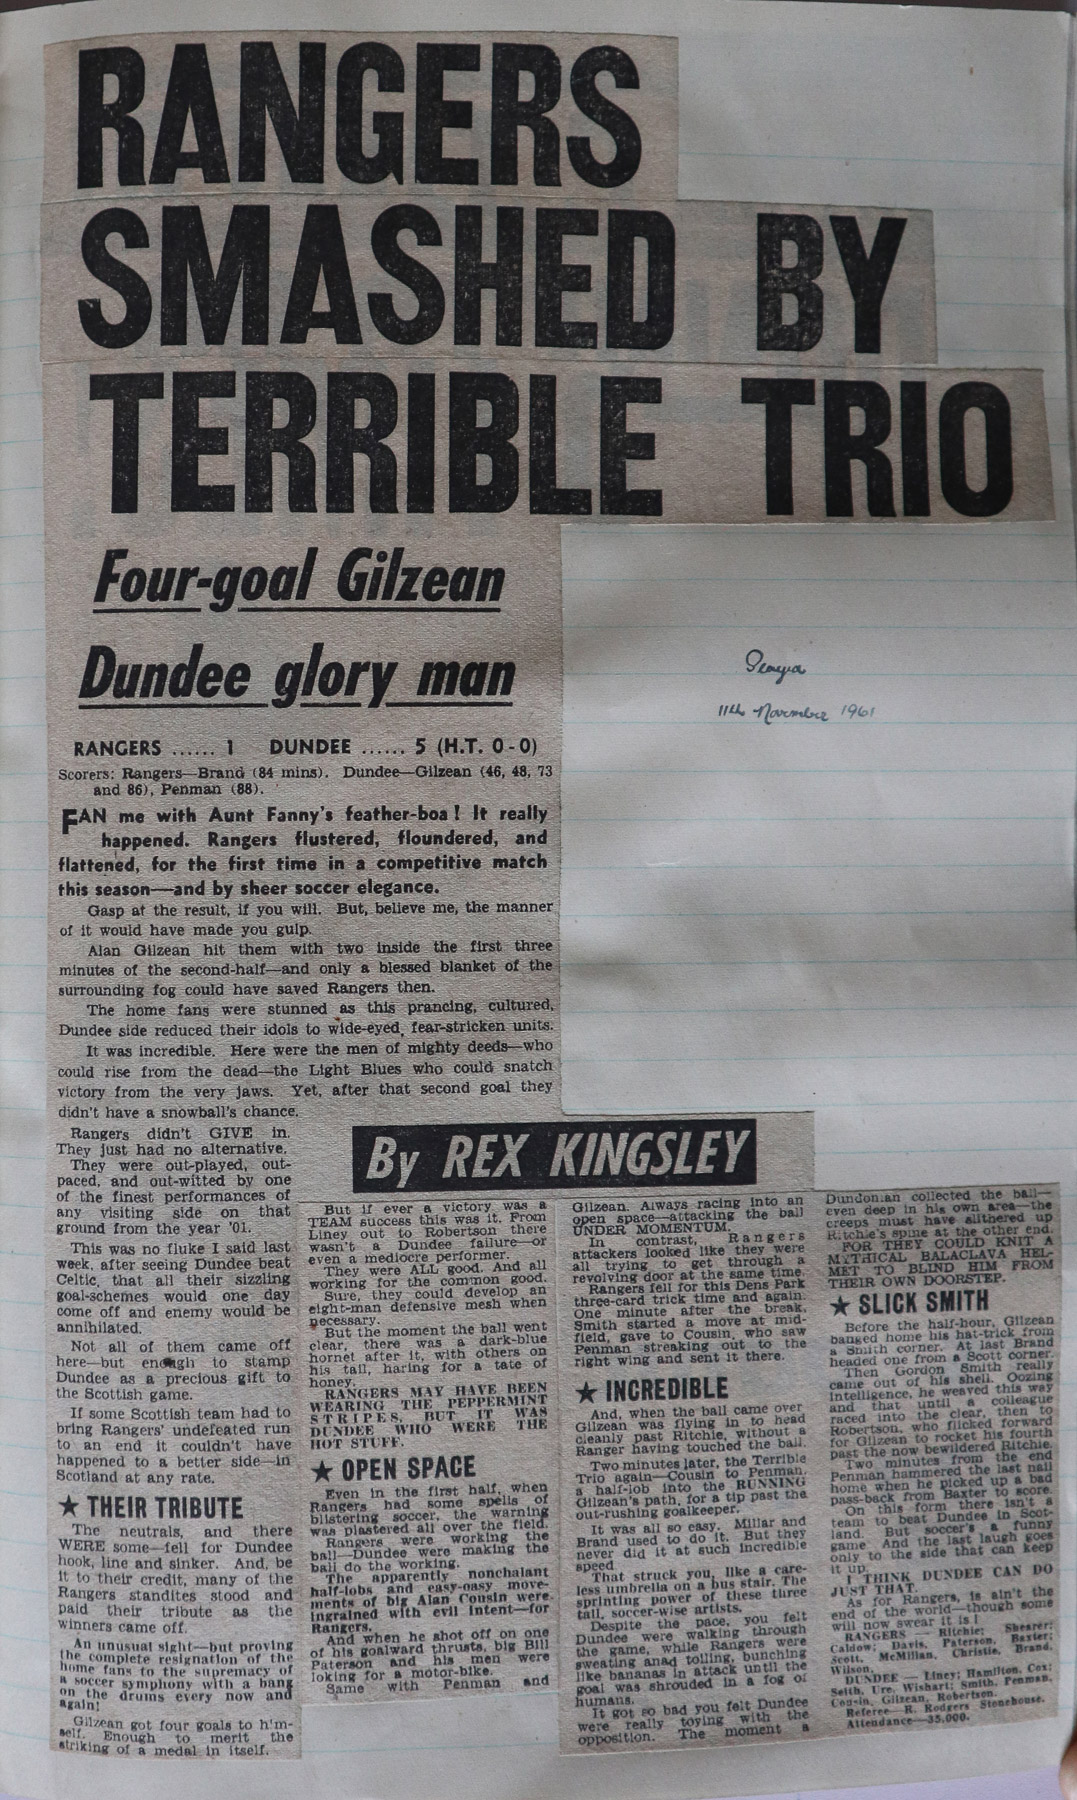 RANGERS
SMASHED BY
TERRIBLE TRIO
Four-goal Gilzean
Dundee glory man
11th November 1961
RANGERS ...... 1 DUNDEE ...... 5 (H.T. 0-0)
Scorers: Rangers—Brand (84 mins). Dundee—Gilzean (46, 48, 73
and 86), Penman (88).
FAN me with Aunt Fanny's feather-boa! It really
happened. Rangers flustered, floundered, and
flattened, for the first time in a competitive match
this season—and by sheer soccer elegance.
Gasp at the result, if you will. But, believe me, the manner
of it would have made you gulp.
Alan Gilzean hit them with two inside the first three
minutes of the second-half—and only a blessed blanket of the
surrounding fog could have saved Rangers then.
The home fans were stunned as this prancing, cultured,
Dundee side reduced their idols to wide-eyed, fear-stricken units.
It was incredible. Here were the men of mighty deeds—who
could rise from the dead—the Light Blues who could snatch
victory from the very jaws. Yet, after that second goal they
didn't have a snowball's chance.
Rangers didn't GIVE in.
They just had no alternative.
They were out-played, out-
paced, and out-witted by one
of the finest performances of
any visiting side on that
ground from the year '01.
This was no fluke I said last
week, after seeing Dundee beat
Celtic, that all their sizzling
goal-schemes would one day
come off and enemy would be
annihilated.
Not all of them came off
here—but enough to stamp
Dundee as a precious gift to
the Scottish game.
If some Scottish team had to
bring Rangers' undefeated run
to an end it couldn't have
happened to a better side—in
Scotland at any rate.
★ THEIR TRIBUTE
The neutrals, and there
WERE some—fell for Dundee
hook, line and sinker. And, be
it to their credit, many of the
Rangers standites stood and
paid their tribute as the
winners came off.
An unusual sight—but proving
the complete resignation of the
home fans to the supremacy of
a soccer symphony with a bang
on the drums every now and
again!
Gilzean got four goals to him-
self. Enough to merit the
striking of a medal in itself.
By REX KINGSLEY
But if ever a victory was a
TEAM success this was it. From
Liney out to Robertson there
wasn't a Dundee failure—or
even a mediocre performer.
They were ALL good. And all
working for the common good.
Sure, they could develop an
eight-man defensive mesh when
necessary.
But the moment the ball went
clear, there was a dark-blue
hornet after it, with others on
his tail, haring for a tate of
honey.
RANGERS MAY HAVE BEEN
WEARING THE PEPPERMINT
STRIPES, BUT IT WAS
DUNDEE WHO WERE THE
HOT STUFF.
★ OPEN SPACE
Even in the first half, when
Rangers had some spells of
blistering soccer, the warning
was plastered all over the field.
Rangers were working the
ball—Dundee were making the
ball do the working.
The apparently nonchalant
half-lobs and easy-oasy move-
ments of big Alan Cousin were
ingrained with evil intent—for
Rangers.
And when he shot off on one
of his goalward thrusts, big Bill
Paterson and his men were
loking for a motor-bike.
Same with Penman and
Gilzean. Always racing into an
open space—attacking the ball
UNDER MOMENTUM.
In contrast, Rangers
attackers looked like they were
all trying to get through a
revolving door at the same time.
Rangers fell for this Dens Park
three-card trick time and again.
One minute after the break,
Smith started a move at mid-
field, gave to Cousin, who saw
Penman streaking out to the
right wing and sent it there.
★ INCREDIBLE
And, when the ball came over
Gilzean was flying in to head
cleanly past Ritchie, without a
Ranger having touched the ball.
Two minutes later, the Terrible
Trio again—Cousin to Penman,
a half-lob into the RUNNING
Gilzean's path, for a tip past the
out-rushing goalkeeper.
It was all so easy. Millar and
Brand used to do it. But they
never did it at such incredible
speed.
That struck you, like a care-
less umbrella on a bus stair. The
sprinting power of these three
tall, soccer-wise artists.
Despite the pace, you felt
Dundee were walking through
the game, while Rangers were
sweating anad toiling, bunching
like bananas in attack until the
goal was shrouded in a fog of
humans.
It got so bad you felt Dundee
were really toying with the
opposition. The moment a
Dundonian collected the ball—
even deep in his own area—the
creeps must have slithered up
Ritchie's spine at the other end.
FOR THEY COULD KNIT A
MYTHICAL BALACLAVA HEL-
MET TO BLIND HIM FROM
THEIR OWN DOORSTEP.
★ SLICK SMITH
Before the half-hour, Gilzean
banged home his hat-trick from
a Smith corner. At last Brand
headed one from a Scott corner.
Then Gordon Smith really
came out of his shell. Oozing
intelligence, he weaved this way
and that until a colleague
raced into the clear, then to
Robertson, who flicked forward
for Gilzean to rocket his fourth
past the now bewildered Ritchie.
Two minutes from the end
Penman hammered the last nail
home when he picked up a bad
pass-back from Baxter to score.
On this form there isn't a
team to beat Dundee in Scot-
land. But soccer's a funny
game. And the last laugh goes
only to the side that can keep
it up.
I THINK DUNDEE CAN DO
JUST THAT.
As for Rangers, is ain't the
end of the world—though some
will now swear it is!
RANGERS — Ritchie; Shearer,
Caldow; Davis, Paterson, Baxter;
Scott, McMillan, Christie, Brand,
Wilson.
DUNDEE — Liney; Hamilton, Cox;
Seith, Ure, Wishart; Smith, Penman,
Cousin, Gilzean, Robertson.
Referee—R. Rodgers Stonehouse.
Attendance—35,000.